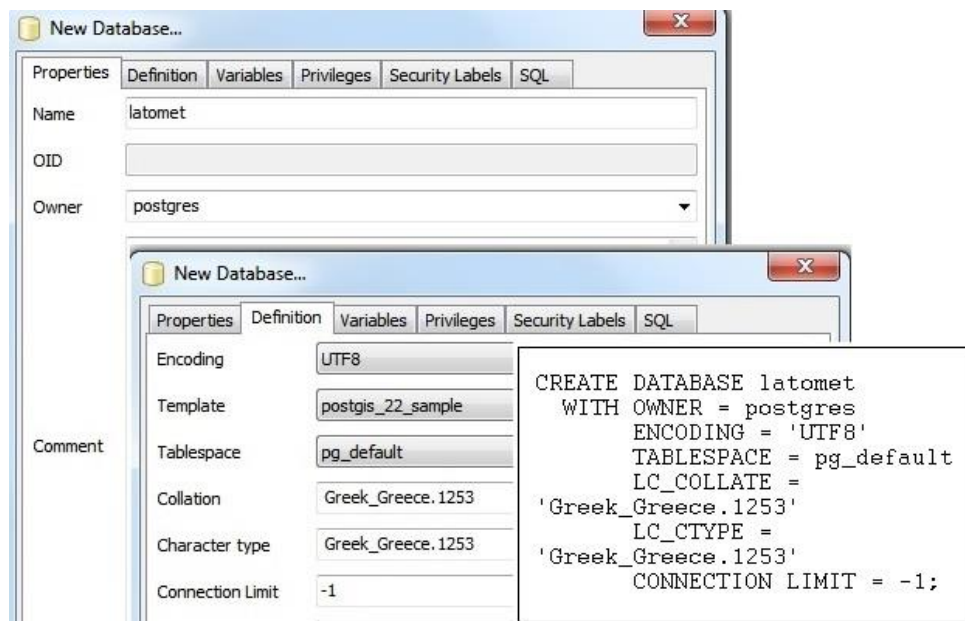 New Database...
Properties Definition Variables Privileges Security Labels SQL
Name latomet
OID
Owner postgres
Comment
New Database...
Properties Definition Variables Privileges Security Labels SQL
Encoding UTF8
Template postgis_22_sample
Tablespace pg_default
Collation Greek_Greece.1253
Character type Greek_Greece.1253
Connection Limit -1
CREATE DATABASE latomet
WITH OWNER = postgres
ENCODING = 'UTF8'
TABLESPACE = pg_default
LC_COLLATE =
'Greek_Greece.1253'
LC_CTYPE =
'Greek_Greece.1253'
CONNECTION LIMIT = -1;